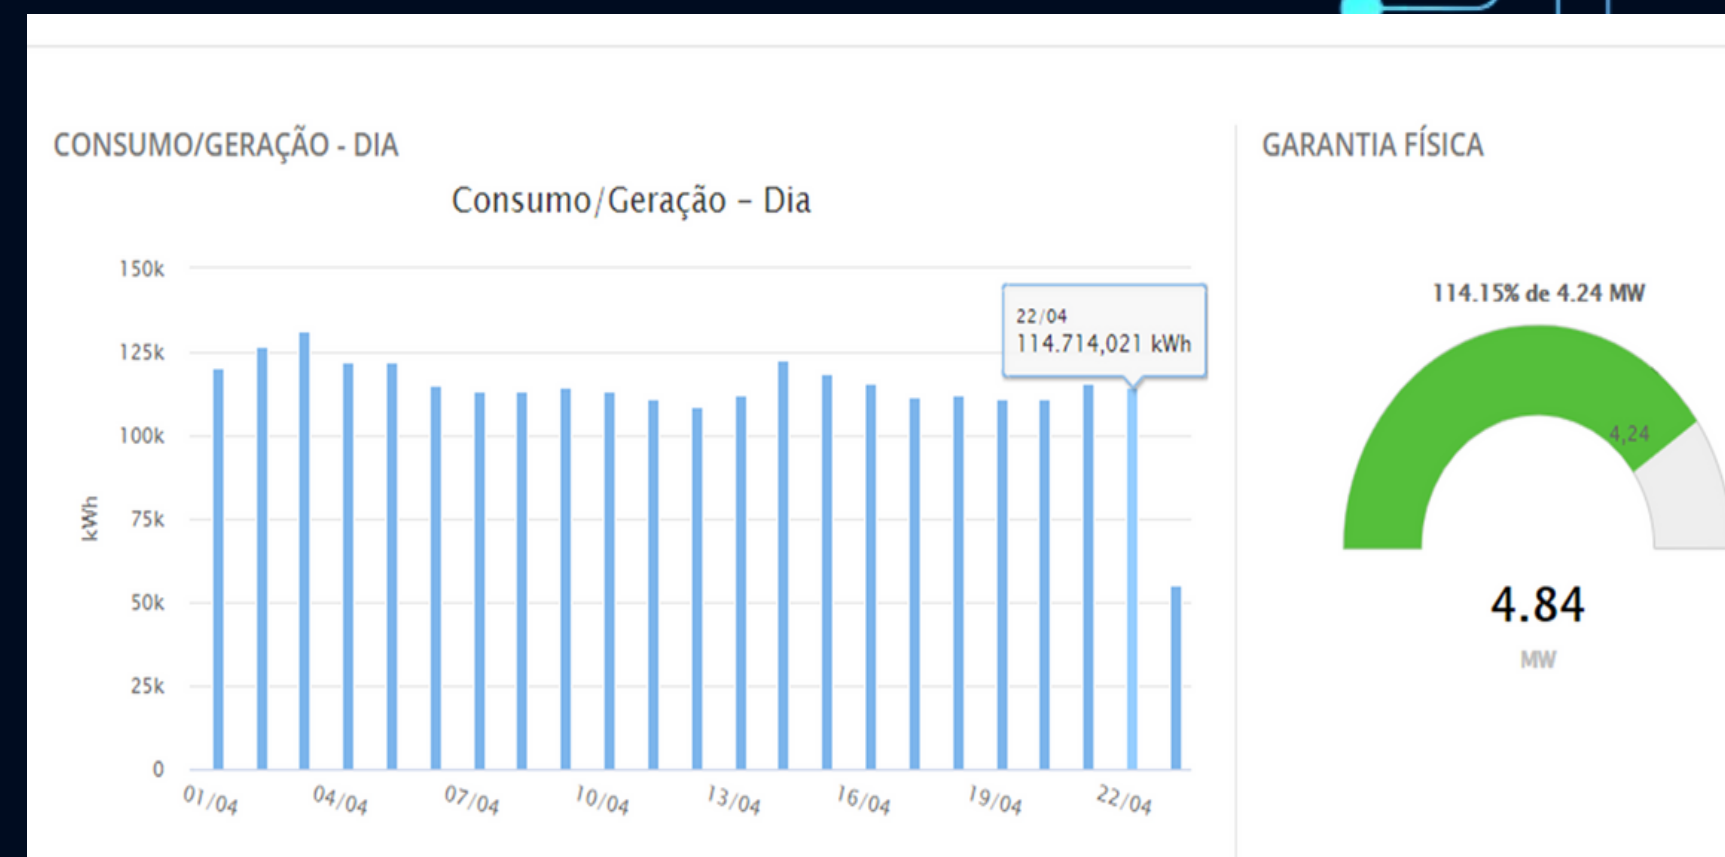 CONSUMO/GERAÇÃO - DIA
Consumo/Geração – Dia
150k
125k
100k
75k
50k
25k
0
kWh
22/04
114.714,021 kWh
01/04
04/04
07/04
10/04
13/04
16/04
19/04
22/04
GARANTIA FÍSICA
114.15% de 4.24 MW
4,24
4.84
MW